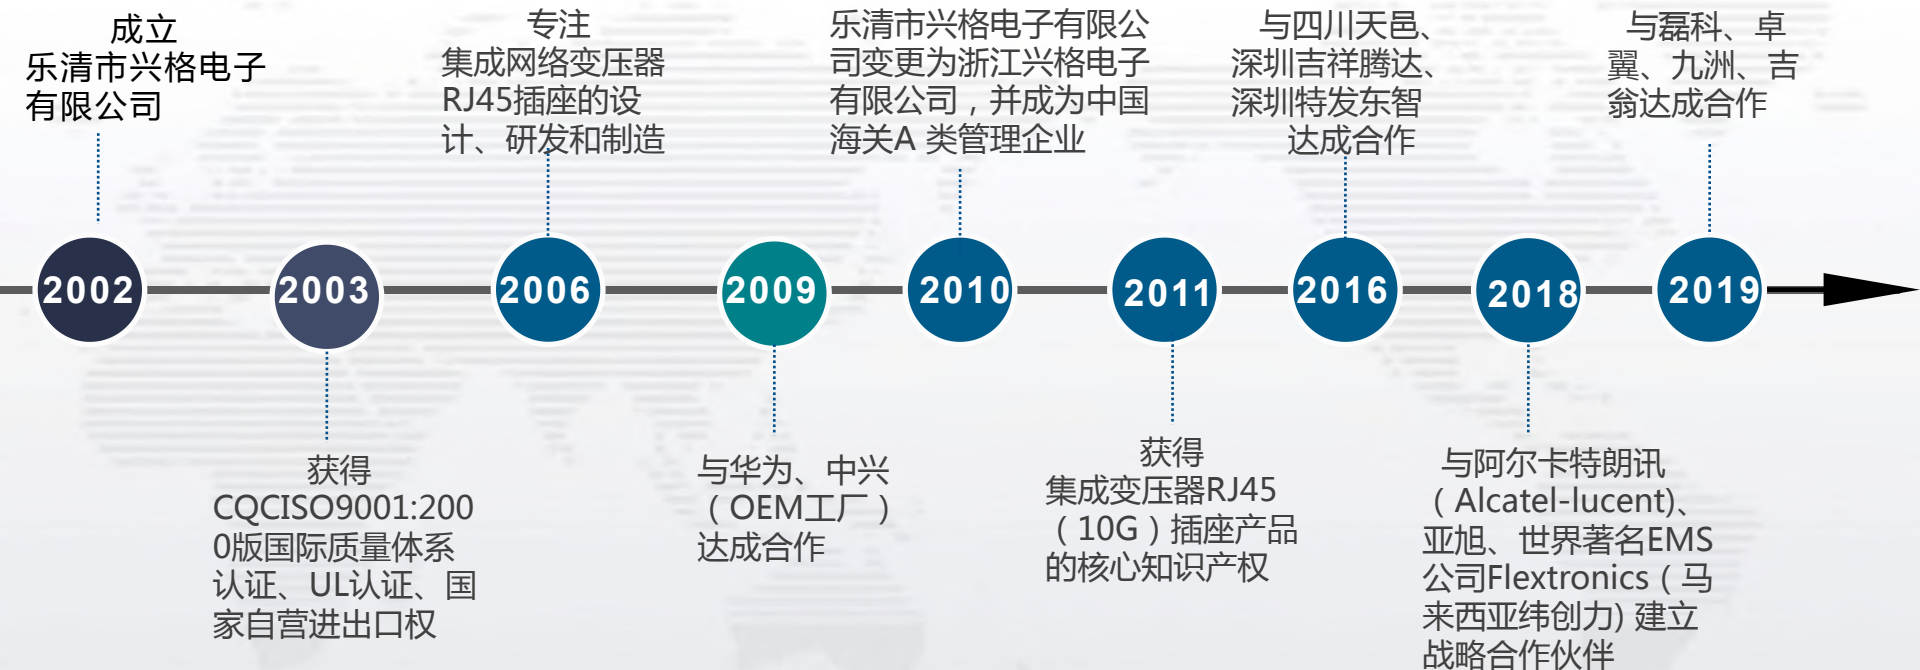 成立
乐清市兴格电子
有限公司
专注
集成网络变压器
RJ45插座的设
计、研发和制造
乐清市兴格电子有限公
司变更为浙江兴格电子
有限公司，并成为中国
海关A 类管理企业
与四川天邑、
深圳吉祥腾达、
深圳特发东智
达成合作
与磊科、卓
翼、九洲、吉
翁达成合作
2002
2003
2006
2009
2010
2011
2016
2018
2019
获得
CQCISO9001:200
0版国际质量体系
认证、UL认证、国
家自营进出口权
与华为、中兴
（OEM工厂）
达成合作
获得
集成变压器RJ45
（10G）插座产品
的核心知识产权
与阿尔卡特朗讯
（Alcatel-lucent)、
亚旭、世界著名EMS
公司Flextronics（马
来西亚纬创力) 建立
战略合作伙伴